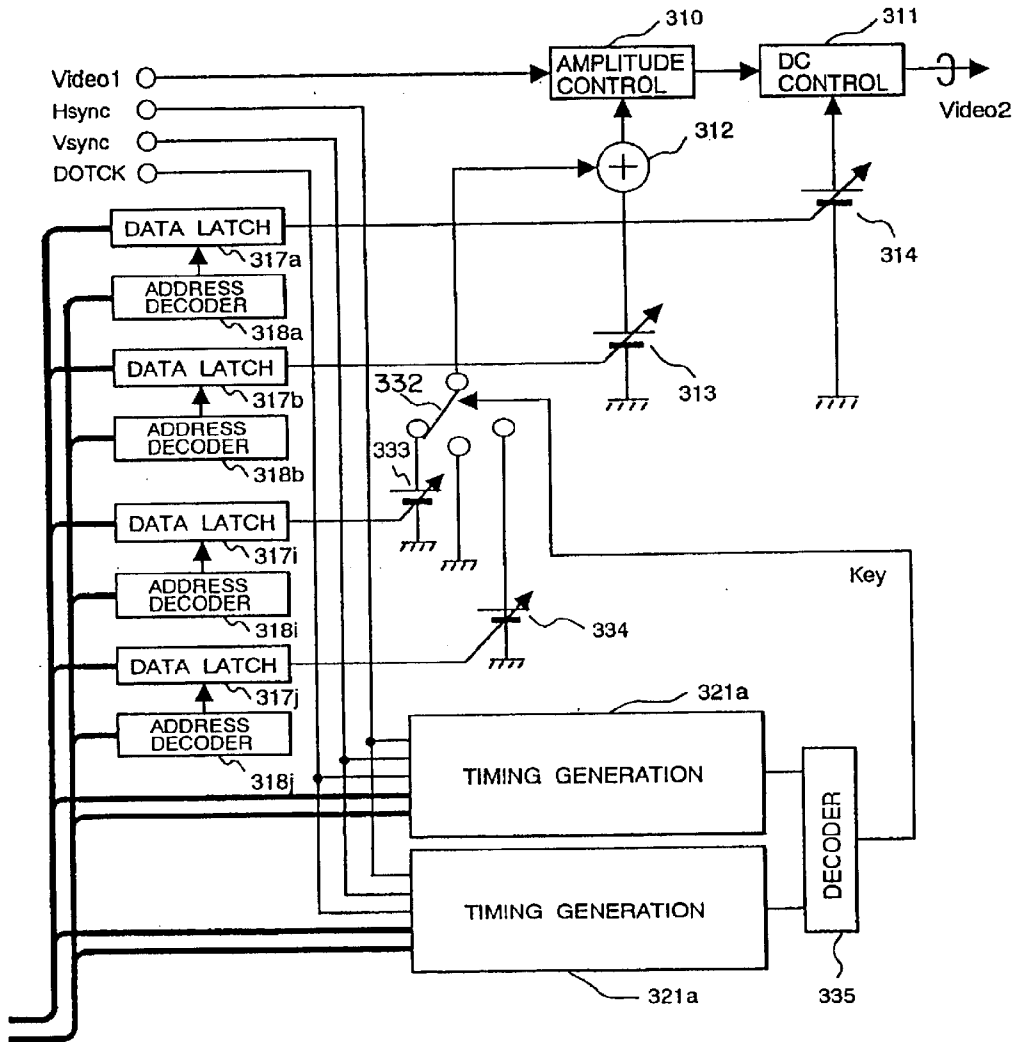 310
311
Video1
AMPLITUDE
CONTROL
DC
CONTROL
Hsync
Video2
Vsync
312
DOTCK
DATA LATCH
317a
314
ADDRESS
DECODER
318a
DATA LATCH
332
313
317b
ADDRESS
DECODER
333
318b
DATA LATCH
317i
Key
ADDRESS
DECODER
318i
334
DATA LATCH
317j
321a
ADDRESS
DECODER
318j
TIMING GENERATION
DECODER
TIMING GENERATION
321a
335